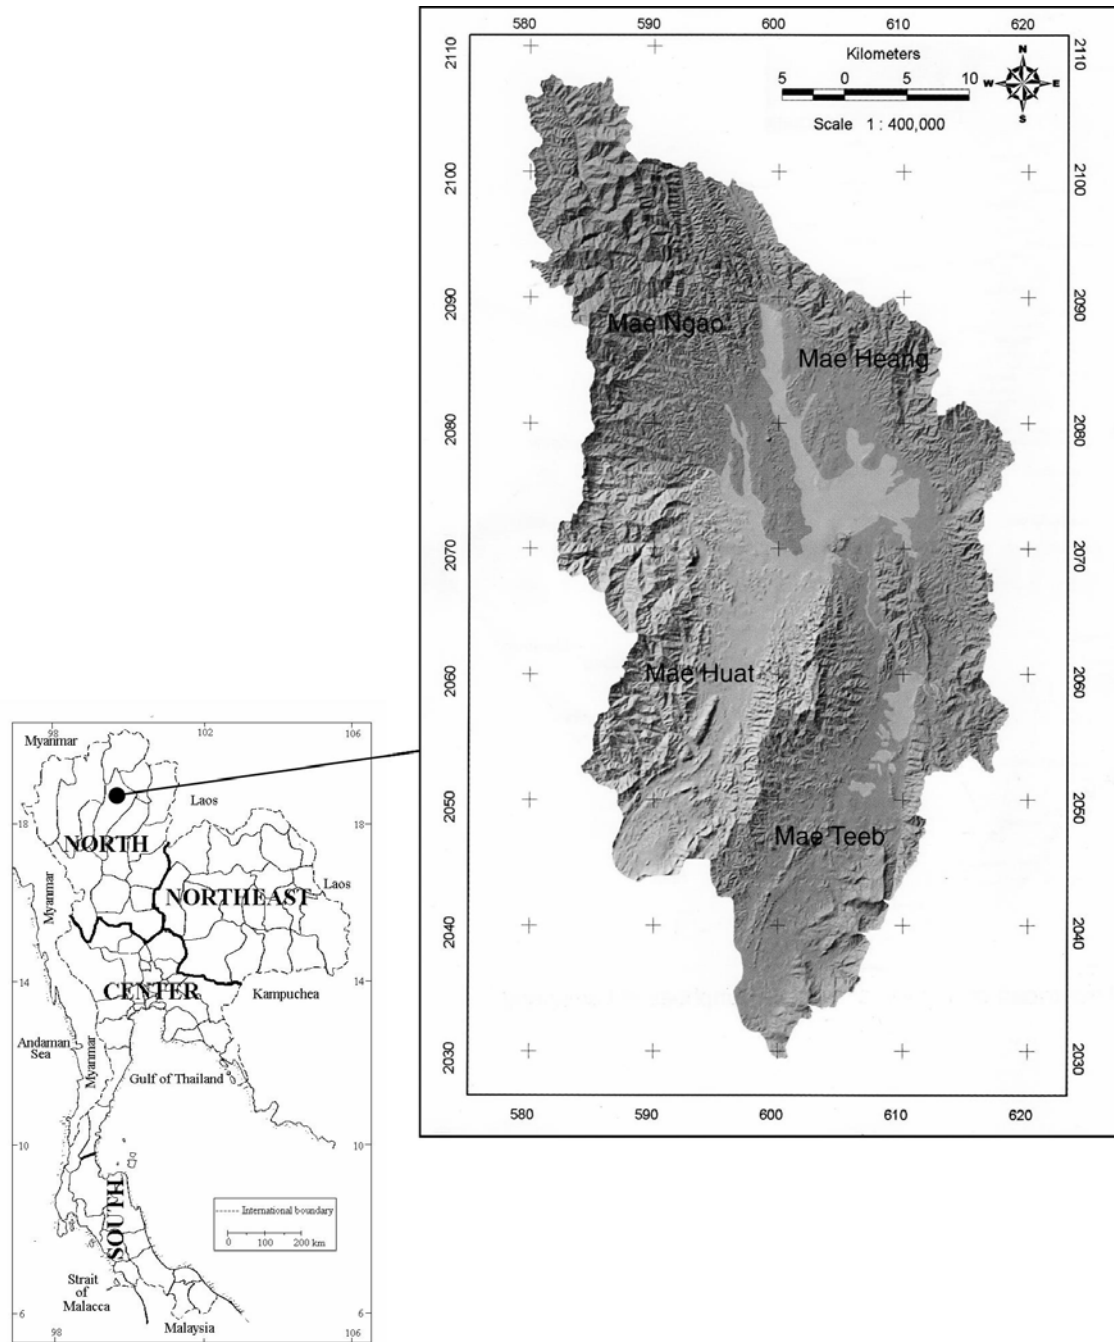 580 590 600 610 620
Kilometers
5 0 5 10
Scale 1 : 400,000
N
W E
S
2110 2110
2100 2100
2090 2090
Mae Ngao
Mae Heang
2080 2080
2070 2070
2060 2060
Mae Huat
2050 2050
Mae Teeb
2040 2040
2030 2030
580 590 600 610 620
98 102 106
Myanmar
Laos
18 18
NORTH
Laos
Myanmar
NORTHEAST
14 14
CENTER
Kampuchea
Andaman
Sea
Myanmar
Gulf of Thailand
10 10
SOUTH
International boundary
0 100 200 km
Strait
of
Malacca
6 6
Malaysia
98 106